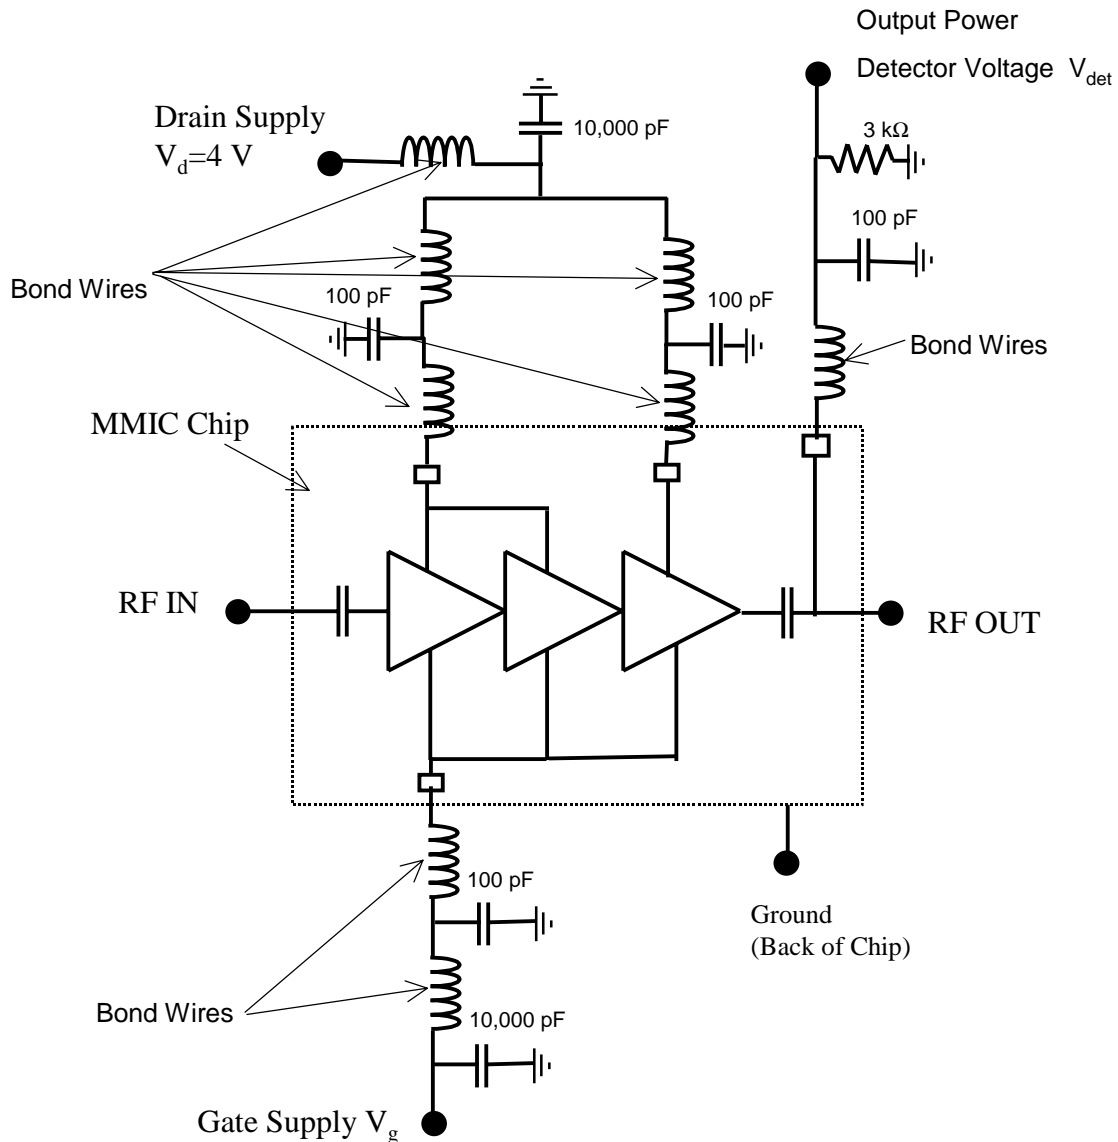 Output Power
Detector Voltage V_det
Drain Supply
V_d=4 V
10,000 pF
3 kΩ
100 pF
Bond Wires
100 pF
100 pF
Bond Wires
MMIC Chip
RF IN
RF OUT
100 pF
Ground
(Back of Chip)
Bond Wires
10,000 pF
Gate Supply V_g